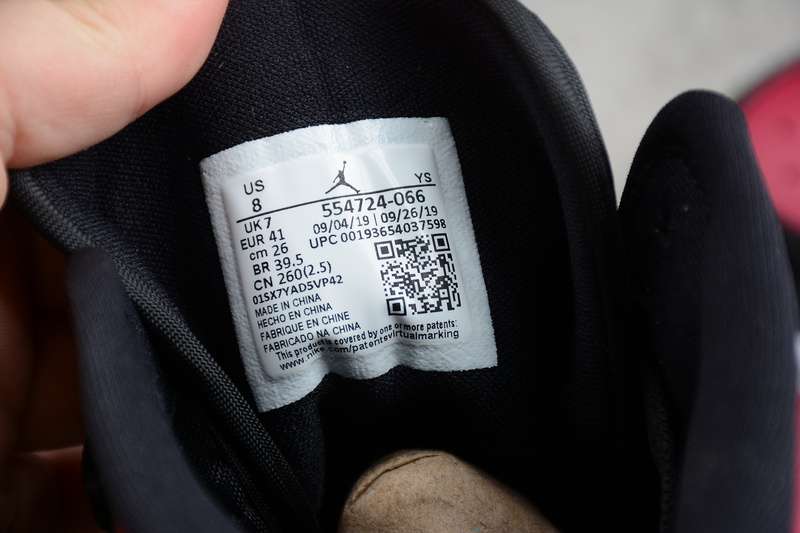 US YS
8
UK 7 554724-066
EUR 41 09/04/19 | 09/26/19
cm 26 UPC 00193654037598
BR 39.5
CN 260(2.5)
01SX7YAD5VP42
MADE IN CHINA
HECHO EN CHINA
FABRIQUE EN CHINE
FABRICADO NA CHINA
This product is covered by one or more patents:
www.nike.com/patentsvirtualmarking